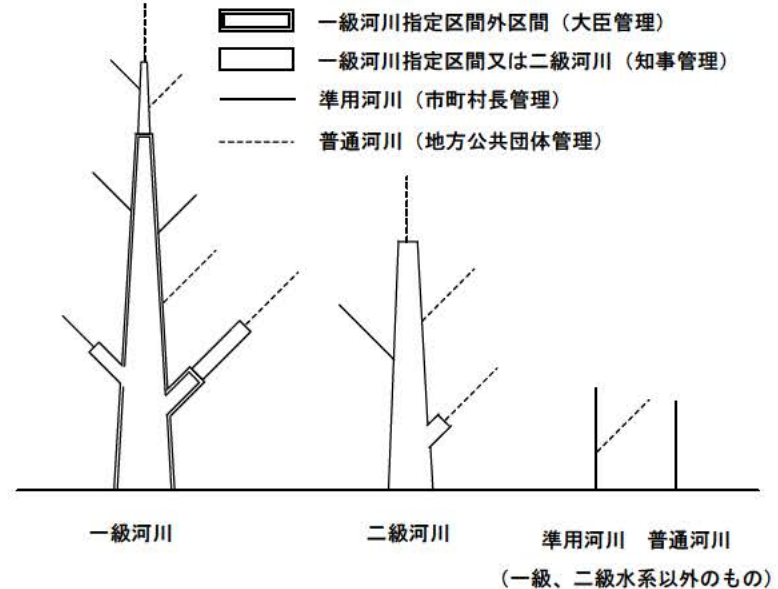 一級河川指定区間外区間（大臣管理）
一級河川指定区間又は二級河川（知事管理）
準用河川（市町村長管理）
普通河川（地方公共団体管理）
一級河川
二級河川
準用河川 普通河川
（一級、二級水系以外のもの）